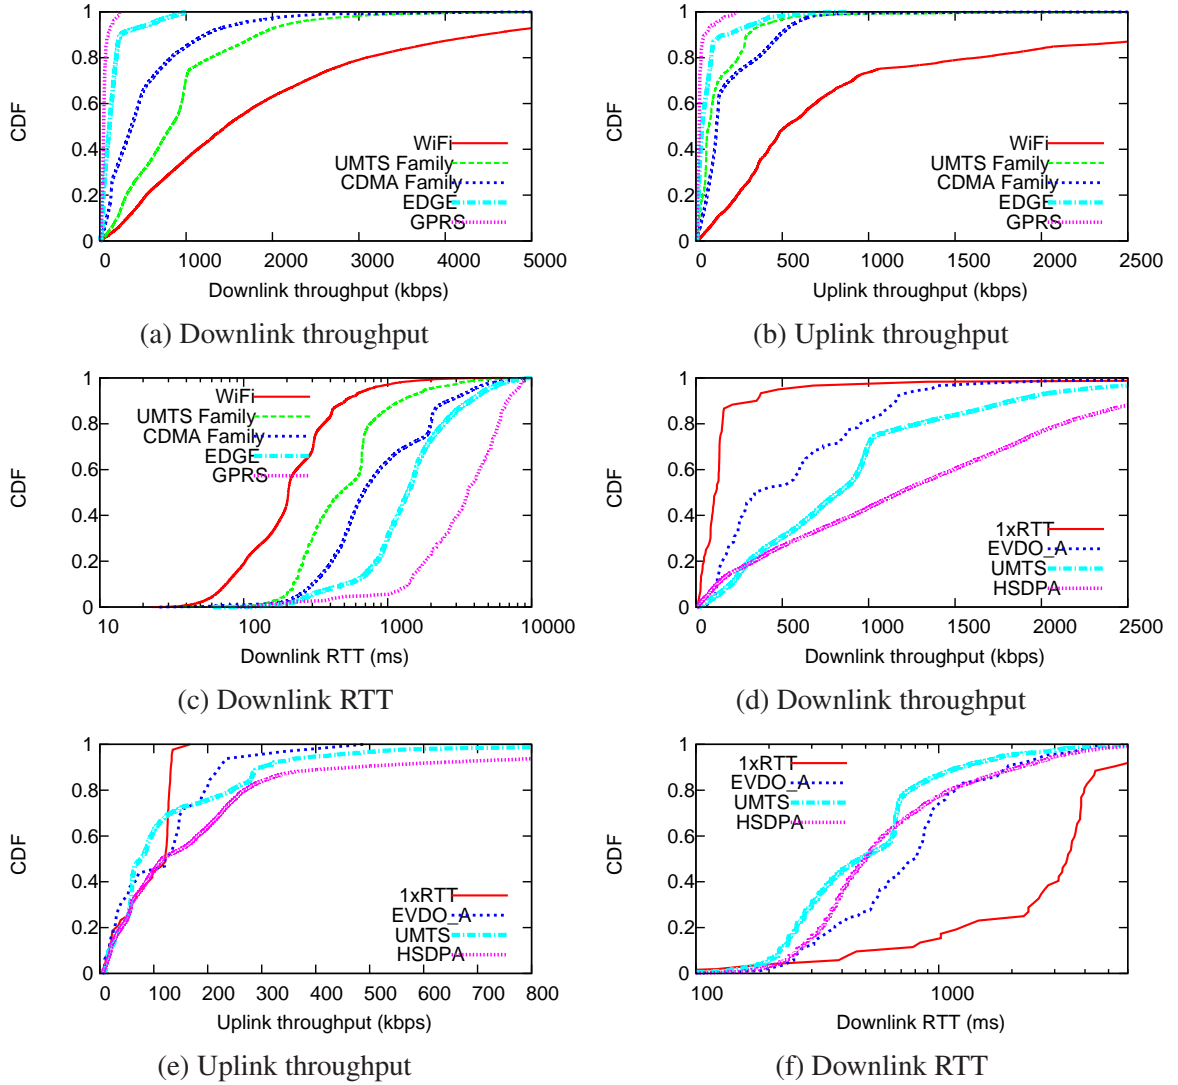 1
0.8
0.6
0.4
0.2
0
CDF
WiFi
UMTS Family
CDMA Family
EDGE
GPRS
0 1000 2000 3000 4000 5000
Downlink throughput (kbps)
(a) Downlink throughput
1
0.8
0.6
0.4
0.2
0
CDF
WiFi
UMTS Family
CDMA Family
EDGE
GPRS
0 500 1000 1500 2000 2500
Uplink throughput (kbps)
(b) Uplink throughput
1
0.8
0.6
0.4
0.2
0
CDF
WiFi
UMTS Family
CDMA Family
EDGE
GPRS
10 100 1000 10000
Downlink RTT (ms)
(c) Downlink RTT
1
0.8
0.6
0.4
0.2
0
CDF
1xRTT
EVDO_A
UMTS
HSDPA
0 500 1000 1500 2000 2500
Downlink throughput (kbps)
(d) Downlink throughput
1
0.8
0.6
0.4
0.2
0
CDF
1xRTT
EVDO_A
UMTS
HSDPA
0 100 200 300 400 500 600 700 800
Uplink throughput (kbps)
(e) Uplink throughput
1
0.8
0.6
0.4
0.2
0
CDF
1xRTT
EVDO_A
UMTS
HSDPA
100 1000
Downlink RTT (ms)
(f) Downlink RTT